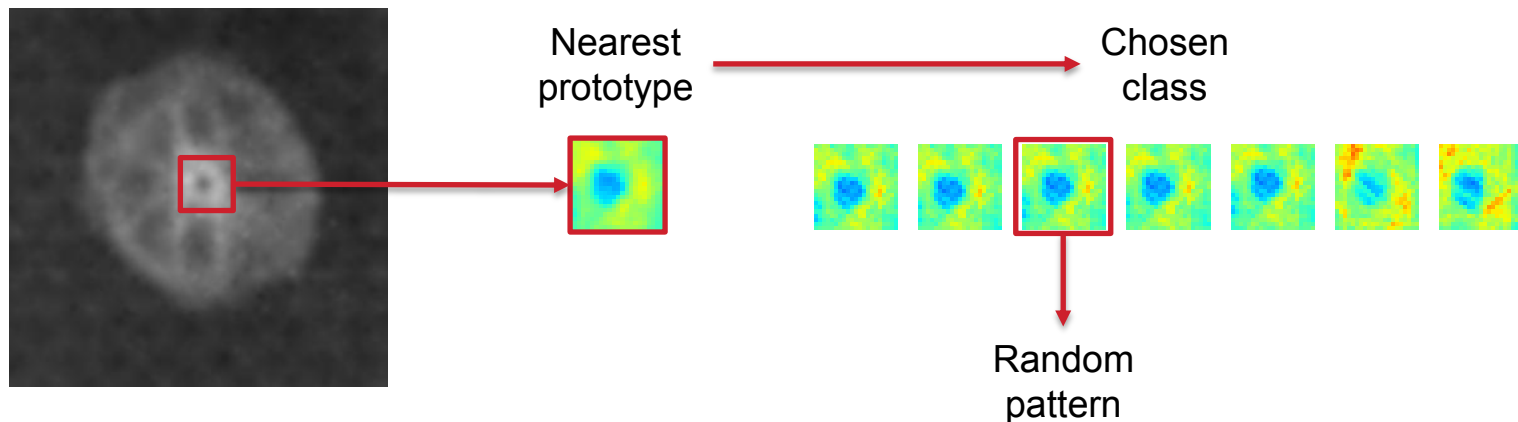 Nearest
prototype
Chosen
class
Random
pattern